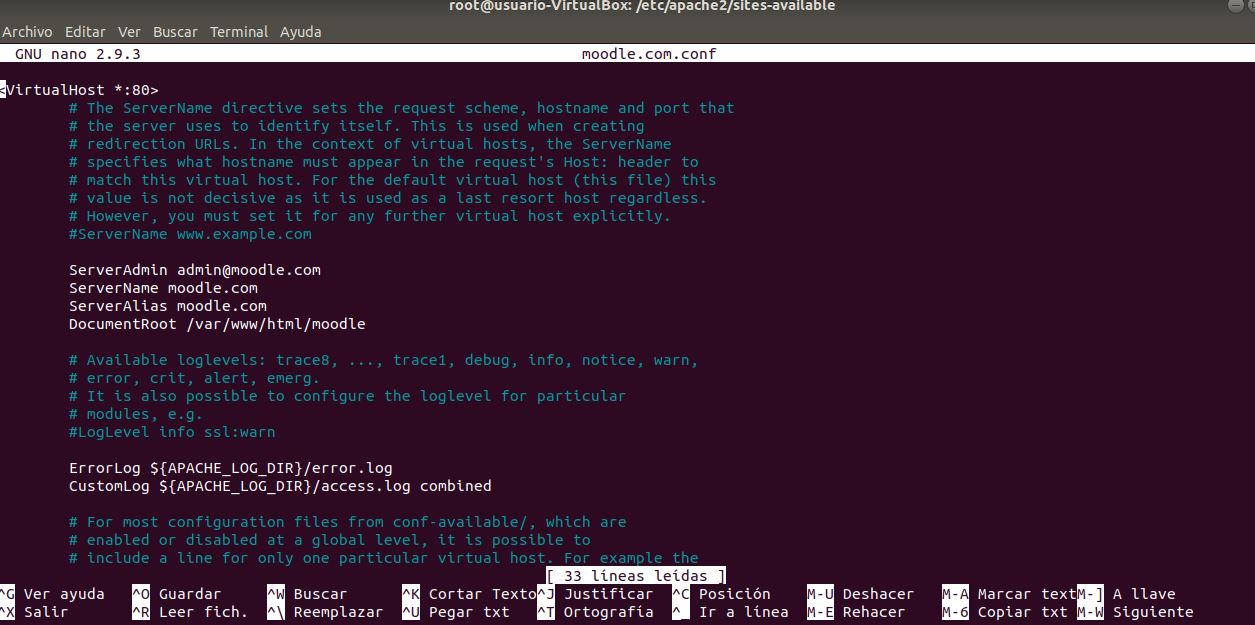 root@usuario-VirtualBox: /etc/apache2/sites-available
Archivo Editar Ver Buscar Terminal Ayuda
GNU nano 2.9.3 moodle.com.conf
<VirtualHost *:80>
# The ServerName directive sets the request scheme, hostname and port that
# the server uses to identify itself. This is used when creating
# redirection URLs. In the context of virtual hosts, the ServerName
# specifies what hostname must appear in the request's Host: header to
# match this virtual host. For the default virtual host (this file) this
# value is not decisive as it is used as a last resort host regardless.
# However, you must set it for any further virtual host explicitly.
#ServerName www.example.com
ServerAdmin admin@moodle.com
ServerName moodle.com
ServerAlias moodle.com
DocumentRoot /var/www/html/moodle
# Available loglevels: trace8, ..., trace1, debug, info, notice, warn,
# error, crit, alert, emerg.
# It is also possible to configure the loglevel for particular
# modules, e.g.
#LogLevel info ssl:warn
ErrorLog ${APACHE_LOG_DIR}/error.log
CustomLog ${APACHE_LOG_DIR}/access.log combined
# For most configuration files from conf-available/, which are
# enabled or disabled at a global level, it is possible to
# include a line for only one particular virtual host. For example the
[ 33 líneas leídas ]
^G Ver ayuda ^O Guardar ^W Buscar ^K Cortar Texto ^J Justificar ^C Posición M-U Deshacer M-A Marcar text M-] A llave
^X Salir ^R Leer fich. ^\ Reemplazar ^U Pegar txt ^T Ortografía ^_ Ir a línea M-E Rehacer M-6 Copiar txt M-W Siguiente